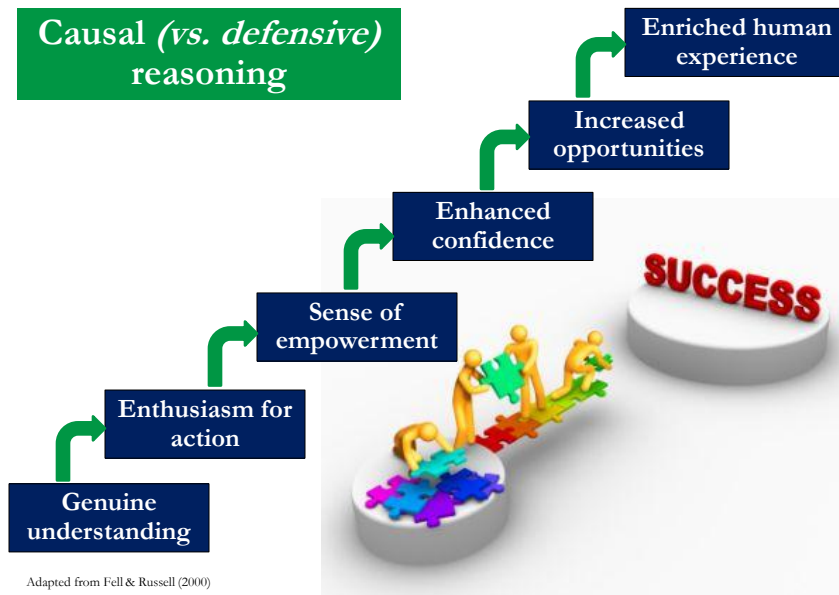 Causal (vs. defensive)
reasoning
Enriched human
experience
Increased
opportunities
Enhanced
confidence
SUCCESS
Sense of
empowerment
Enthusiasm for
action
Genuine
understanding
Adapted from Fell & Russell (2000)